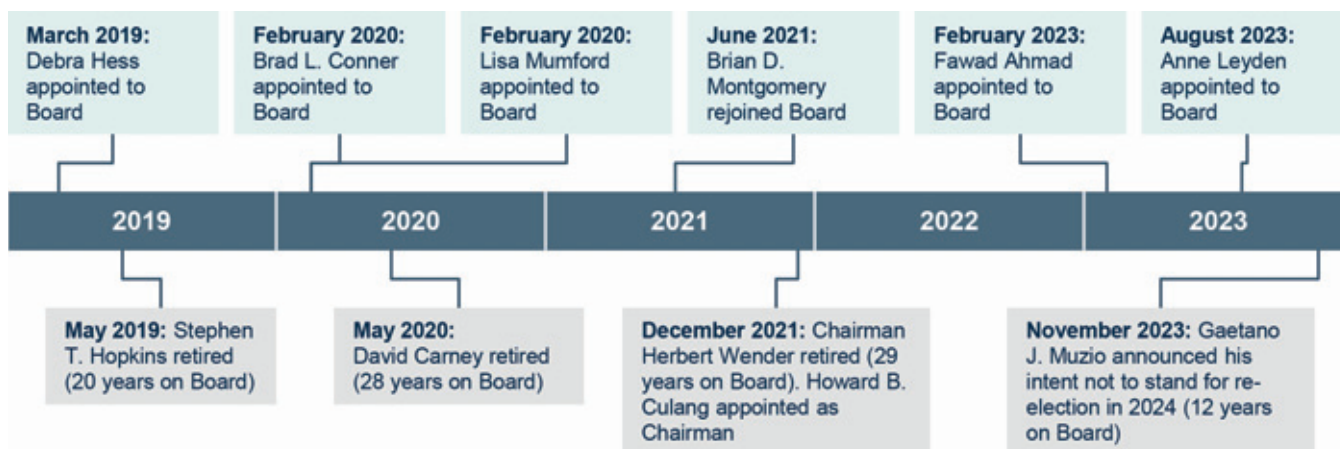 March 2019:
Debra Hess
appointed to
Board
February 2020:
Brad L. Conner
appointed to
Board
February 2020:
Lisa Mumford
appointed to
Board
June 2021:
Brian D.
Montgomery
rejoined Board
February 2023:
Fawad Ahmad
appointed to
Board
August 2023:
Anne Leyden
appointed to
Board
2019
2020
2021
2022
2023
May 2019: Stephen
T. Hopkins retired
(20 years on Board)
May 2020:
David Carney retired
(28 years on Board)
December 2021: Chairman
Herbert Wender retired (29
years on Board). Howard B.
Culang appointed as
Chairman
November 2023: Gaetano
J. Muzio announced his
intent not to stand for re-
election in 2024 (12 years
on Board)